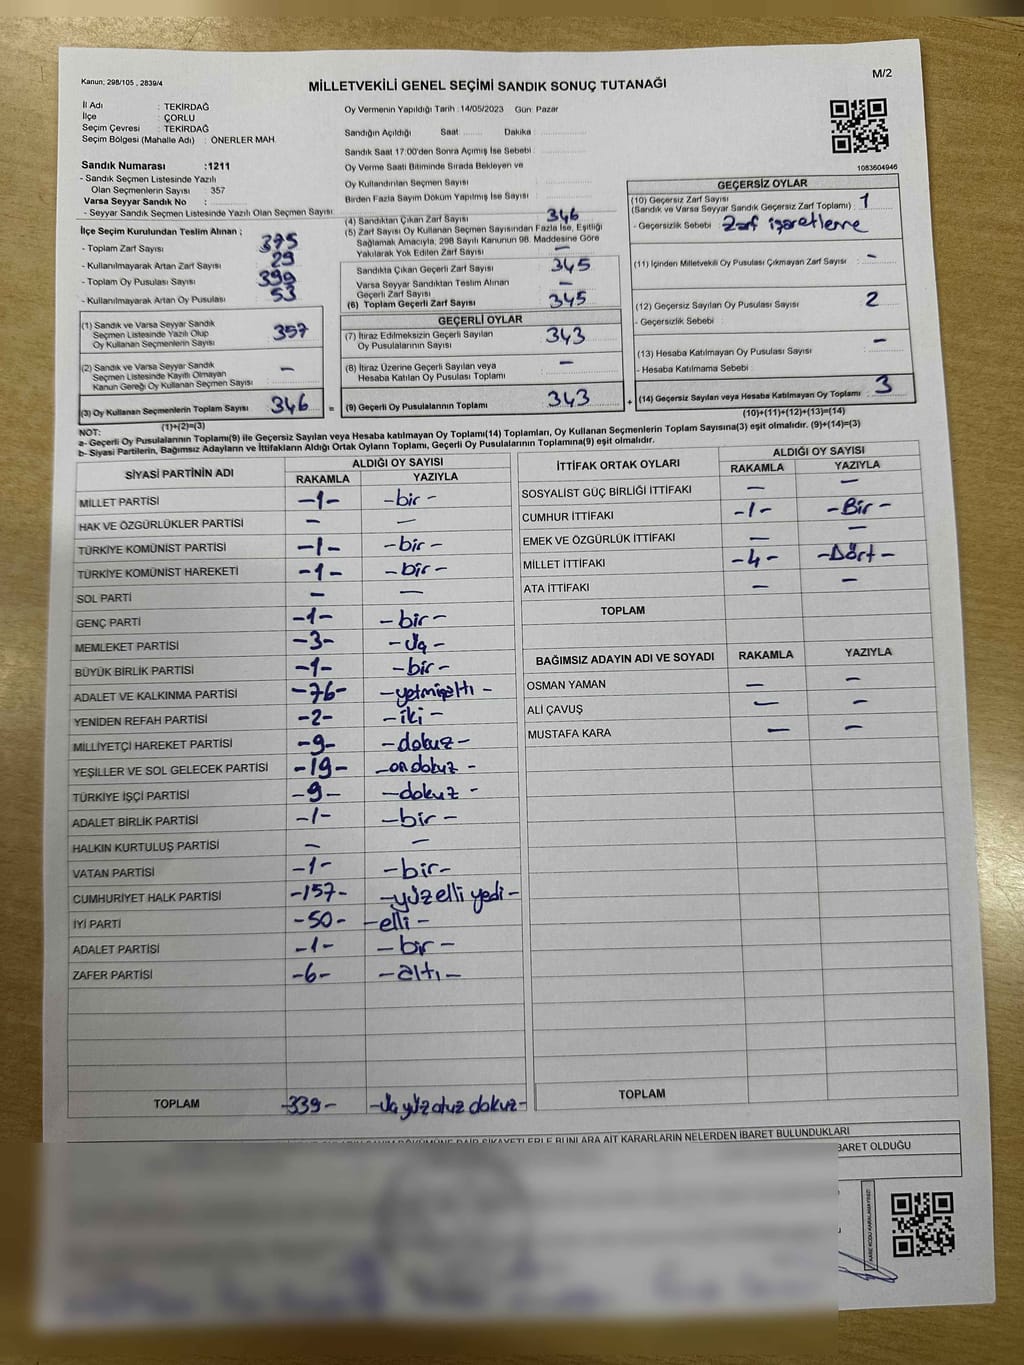 Kanun; 298/105 , 2839/4
MİLLETVEKİLİ GENEL SEÇİMİ SANDIK SONUÇ TUTANAĞI
M/2
İl Adı : TEKİRDAĞ
İlçe : ÇORLU
Seçim Çevresi : TEKİRDAĞ
Seçim Bölgesi (Mahalle Adı) : ÖNERLER MAH.
Sandık Numarası :1211
- Sandık Seçmen Listesinde Yazılı
Olan Seçmenlerin Sayısı : 357
Varsa Seyyar Sandık No :
- Seyyar Sandık Seçmen Listesinde Yazılı Olan Seçmen Sayısı
İlçe Seçim Kurulundan Teslim Alınan ;
- Toplam Zarf Sayısı 375
- Kullanılmayarak Artan Zarf Sayısı 29
- Toplam Oy Pusulası Sayısı 399
- Kullanılmayarak Artan Oy Pusulası 53
(1) Sandık ve Varsa Seyyar Sandık
Seçmen Listesinde Yazılı Olup
Oy Kullanan Seçmenlerin Sayısı 357
(2) Sandık ve Varsa Seyyar Sandık
Seçmen Listesinde Kayıtlı Olmayan
Kanun Gereği Oy Kullanan Seçmen Sayısı -
(3) Oy Kullanan Seçmenlerin Toplam Sayısı 346 =
(1)+(2)=(3)
Oy Vermenin Yapıldığı Tarih : 14/05/2023 Gün: Pazar
Sandığın Açıldığı Saat ........ Dakika :
Sandık Saat 17:00'den Sonra Açılmış İse Sebebi :
Oy Verme Saati Bitiminde Sırada Bekleyen ve
Oy Kullandırılan Seçmen Sayısı
Birden Fazla Sayım Döküm Yapılmış İse Sayısı :
(4) Sandıktan Çıkan Zarf Sayısı 346
(5) Zarf Sayısı Oy Kullanan Seçmen Sayısından Fazla İse, Eşitliği
Sağlamak Amacıyla, 298 Sayılı Kanunun 98. Maddesine Göre
Yakılarak Yok Edilen Zarf Sayısı -
Sandıkta Çıkan Geçerli Zarf Sayısı 345
Varsa Seyyar Sandıktan Teslim Alınan
Geçerli Zarf Sayısı -
(6) Toplam Geçerli Zarf Sayısı 345
GEÇERLİ OYLAR
(7) İtiraz Edilmeksizin Geçerli Sayılan
Oy Pusulalarının Sayısı 343
(8) İtiraz Üzerine Geçerli Sayılan veya
Hesaba Katılan Oy Pusulası Toplamı -
(9) Geçerli Oy Pusulalarının Toplamı 343 +
1083604946
GEÇERSİZ OYLAR
(10) Geçersiz Zarf Sayısı
(Sandık ve Varsa Seyyar Sandık Geçersiz Zarf Toplamı) : 1
- Geçersizlik Sebebi : Zarf işaretleme
(11) İçinden Milletvekili Oy Pusulası Çıkmayan Zarf Sayısı : -
(12) Geçersiz Sayılan Oy Pusulası Sayısı 2
- Geçersizlik Sebebi
(13) Hesaba Katılmayan Oy Pusulası Sayısı -
- Hesaba Katılmama Sebebi
(14) Geçersiz Sayılan veya Hesaba Katılmayan Oy Toplamı 3
(10)+(11)+(12)+(13)=(14)
NOT:
a- Geçerli Oy Pusulalarının Toplamı(9) ile Geçersiz Sayılan veya Hesaba katılmayan Oy Toplamı(14) Toplamları, Oy Kullanan Seçmenlerin Toplam Sayısına(3) eşit olmalıdır. (9)+(14)=(3)
b- Siyasi Partilerin, Bağımsız Adayların ve İttifakların Aldığı Ortak Oyların Toplamı, Geçerli Oy Pusulalarının Toplamına(9) eşit olmalıdır.
SİYASİ PARTİNİN ADI ALDIĞI OY SAYISI
RAKAMLA YAZIYLA
MİLLET PARTİSİ -1- -bir-
HAK VE ÖZGÜRLÜKLER PARTİSİ - -
TÜRKİYE KOMÜNİST PARTİSİ -1- -bir-
TÜRKİYE KOMÜNİST HAREKETİ -1- -bir-
SOL PARTİ - -
GENÇ PARTİ -1- -bir-
MEMLEKET PARTİSİ -3- -üç-
BÜYÜK BİRLİK PARTİSİ -1- -bir-
ADALET VE KALKINMA PARTİSİ -76- -yetmişaltı-
YENİDEN REFAH PARTİSİ -2- -iki-
MİLLİYETÇİ HAREKET PARTİSİ -9- -dokuz-
YEŞİLLER VE SOL GELECEK PARTİSİ -19- -on dokuz-
TÜRKİYE İŞÇİ PARTİSİ -9- -dokuz-
ADALET BİRLİK PARTİSİ -1- -bir-
HALKIN KURTULUŞ PARTİSİ - -
VATAN PARTİSİ -1- -bir-
CUMHURİYET HALK PARTİSİ -157- -yüz elli yedi-
İYİ PARTİ -50- -elli-
ADALET PARTİSİ -1- -bir-
ZAFER PARTİSİ -6- -altı-
TOPLAM -339- -üç yüz otuz dokuz-
İTTİFAK ORTAK OYLARI ALDIĞI OY SAYISI
RAKAMLA YAZIYLA
SOSYALİST GÜÇ BİRLİĞİ İTTİFAKI - -
CUMHUR İTTİFAKI -1- -Bir-
EMEK VE ÖZGÜRLÜK İTTİFAKI - -
MİLLET İTTİFAKI -4- -Dört-
ATA İTTİFAKI - -
TOPLAM
BAĞIMSIZ ADAYIN ADI VE SOYADI RAKAMLA YAZIYLA
OSMAN YAMAN - -
ALİ ÇAVUŞ - -
MUSTAFA KARA - -
TOPLAM
SAYIM DÖKÜMÜNE DAİR ŞİKAYETLERLE BUNLARA AİT KARARLARIN NELERDEN İBARET BULUNDUKLARI
BARET OLDUĞU